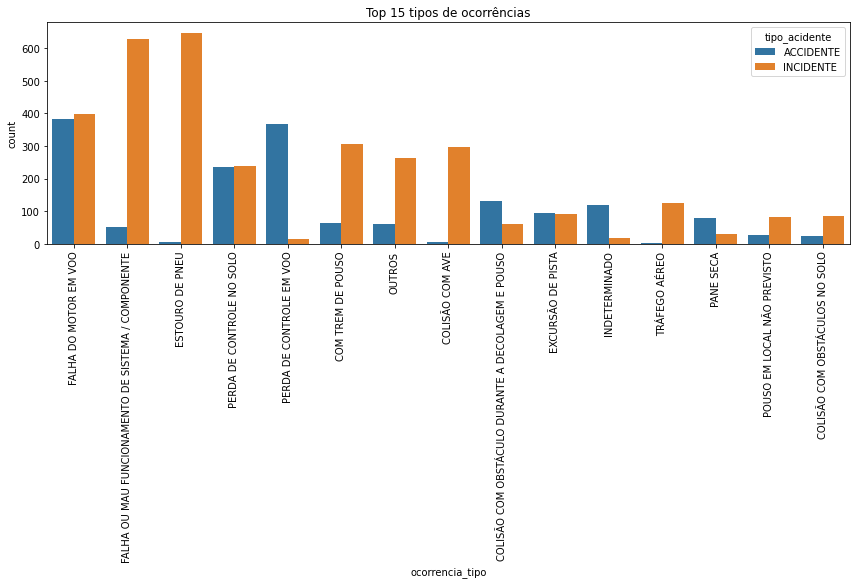 Top 15 tipos de ocorrências
tipo_acidente
ACCIDENTE
INCIDENTE
count
600
500
400
300
200
100
0
FALHA DO MOTOR EM VOO
FALHA OU MAU FUNCIONAMENTO DE SISTEMA / COMPONENTE
ESTOURO DE PNEU
PERDA DE CONTROLE NO SOLO
PERDA DE CONTROLE EM VOO
COM TREM DE POUSO
OUTROS
COLISÃO COM AVE
COLISÃO COM OBSTÁCULO DURANTE A DECOLAGEM E POUSO
EXCURSÃO DE PISTA
INDETERMINADO
TRÁFEGO AÉREO
PANE SECA
POUSO EM LOCAL NÃO PREVISTO
COLISÃO COM OBSTÁCULOS NO SOLO
ocorrencia_tipo